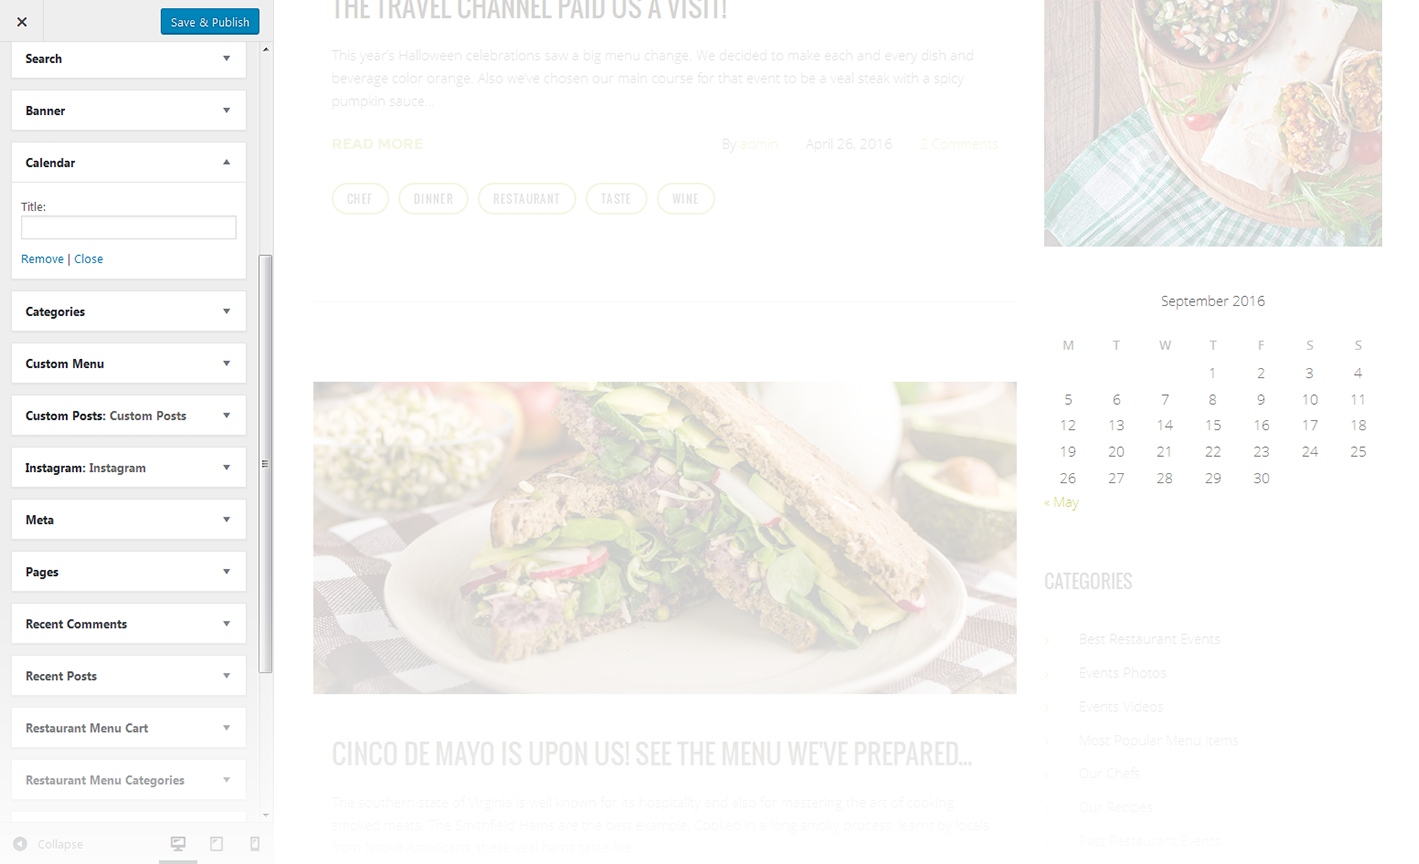 Save & Publish
Search
Banner
Calendar
Title:
Remove | Close
Categories
Custom Menu
Custom Posts: Custom Posts
Instagram: Instagram
Meta
Pages
Recent Comments
Recent Posts
Restaurant Menu Cart
Restaurant Menu Categories
Collapse
THE TRAVEL CHANNEL PAID US A VISIT!
This year's Halloween celebrations saw a big menu change. We decided to make each and every dish and
beverage color orange. Also we've chosen our main course for that event to be a veal steak with a spicy
pumpkin sauce...
READ MORE
By admin April 26, 2016 2 Comments
CHEF DINNER RESTAURANT TASTE WINE
CINCO DE MAYO IS UPON US! SEE THE MENU WE'VE PREPARED...
The southern state of Virginia is well known for its hospitality and also for mastering the art of cooking
smoked meats. The Smithfield Hams are the best example. Cooked in a long smoky process, learnt by locals
from Native Americans, these real hams taste like
September 2016
M T W T F S S
1 2 3 4
5 6 7 8 9 10 11
12 13 14 15 16 17 18
19 20 21 22 23 24 25
26 27 28 29 30
« May
CATEGORIES
Best Restaurant Events
Events Photos
Events Videos
Most Popular Menu Items
Our Chefs
Our Recipes
Past Restaurant Events